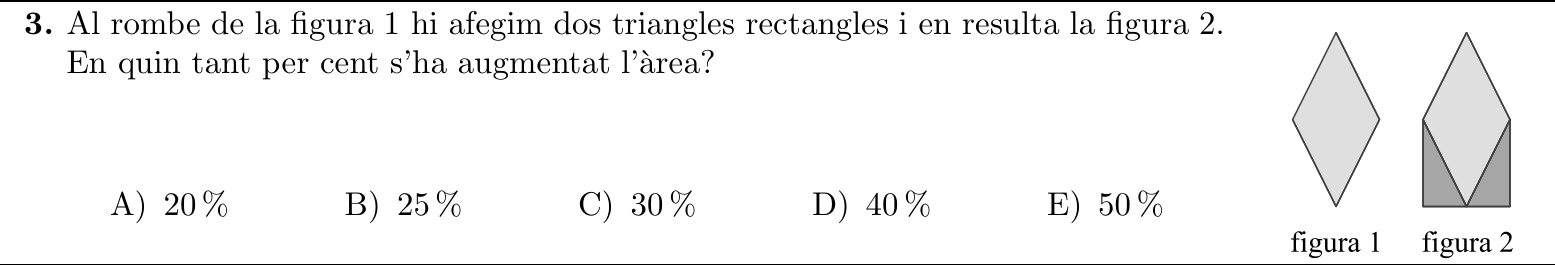 3. Al rombe de la figura 1 hi afegim dos triangles rectangles i en resulta la figura 2.
En quin tant per cent s'ha augmentat l'àrea?
A) 20 % B) 25 % C) 30 % D) 40 % E) 50 %
figura 1 figura 2